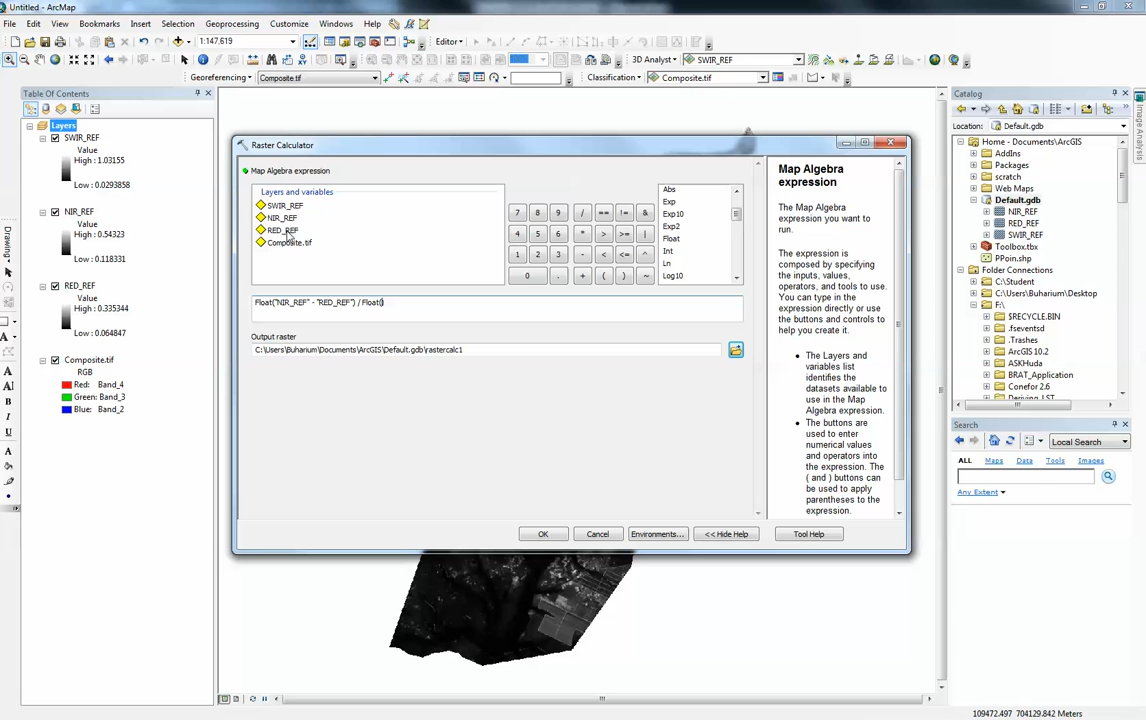 Untitled - ArcMap
File Edit View Bookmarks Insert Selection Geoprocessing Customize Windows Help
1:147.619 Editor
3D Analyst SWIR_REF
Georeferencing Composite.tif Classification Composite.tif
Table Of Contents
Layers
SWIR_REF
Value
High : 1.03155
Low : 0.0293858
NIR_REF
Value
High : 0.54323
Low : 0.118331
RED_REF
Value
High : 0.335344
Low : 0.064847
Composite.tif
RGB
Red: Band_4
Green: Band_3
Blue: Band_2
Drawing
Raster Calculator
Map Algebra expression
Layers and variables
SWIR_REF
NIR_REF
RED_REF
Composite.tif
7 8 9 / == != &
4 5 6 * > >= |
1 2 3 - < <= ^
0 . + ( ) ~
Abs
Exp
Exp10
Exp2
Float
Int
Ln
Log10
Float("NIR_REF" - "RED_REF") / Float()
Output raster
C:\Users\Buharium\Documents\ArcGIS\Default.gdb\rastercalc1
OK Cancel Environments... << Hide Help Tool Help
Map Algebra
expression
The Map Algebra
expression you want to
run.
The expression is
composed by specifying
the inputs, values,
operators, and tools to use.
You can type in the
expression directly or use
the buttons and controls to
help you create it.
• The Layers and
variables list
identifies the
datasets available to
use in the Map
Algebra expression.
• The buttons are
used to enter
numerical values
and operators into
the expression. The
( and ) buttons can
be used to apply
parentheses to the
expression.
Catalog
Location: Default.gdb
Home - Documents\ArcGIS
AddIns
Packages
scratch
Web Maps
Default.gdb
NIR_REF
RED_REF
SWIR_REF
Toolbox.tbx
PPoin.shp
Folder Connections
C:\Student
C:\Users\Buharium\Desktop
F:\
$RECYCLE.BIN
.fseventsd
.Trashes
ArcGIS 10.2
ASKHuda
BRAT_Application
Conefor 2.6
Deriving_LST
Image Analysis
Search
Local Search
ALL Maps Data Tools Images
Any Extent
109472.497 704129.842 Meters